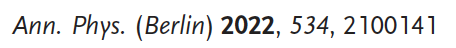 Ann. Phys. (Berlin) 2022, 534, 2100141